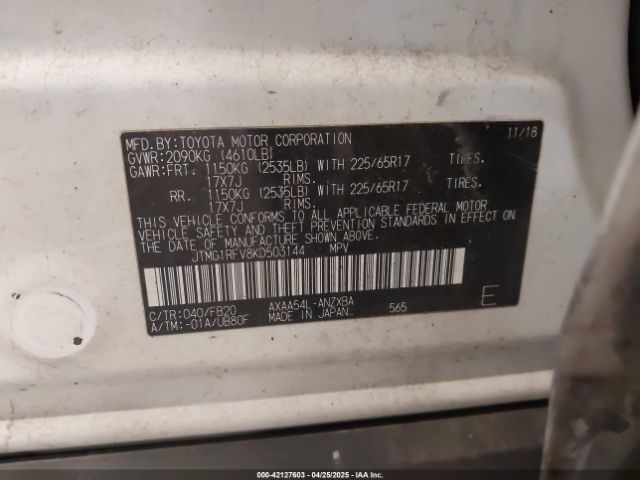 MFD.BY:TOYOTA MOTOR CORPORATION 11/18
GVWR:2090KG (4610LB)
GAWR:FRT. 1150KG (2535LB) WITH 225/65R17 TIRES.
17X7J RIMS.
RR. 1150KG (2535LB) WITH 225/65R17 TIRES.
17X7J RIMS.
THIS VEHICLE CONFORMS TO ALL APPLICABLE FEDERAL MOTOR
VEHICLE SAFETY AND THEFT PREVENTION STANDARDS IN EFFECT ON
THE DATE OF MANUFACTURE SHOWN ABOVE.
JTMG1RFV8KD503144 MPV
C/TR:040/FB20 AXAA54L-ANZXBA E
A/TM:-01A/UB80F MADE IN JAPAN. 565
000-42127603 - 04/25/2025 - IAA Inc.